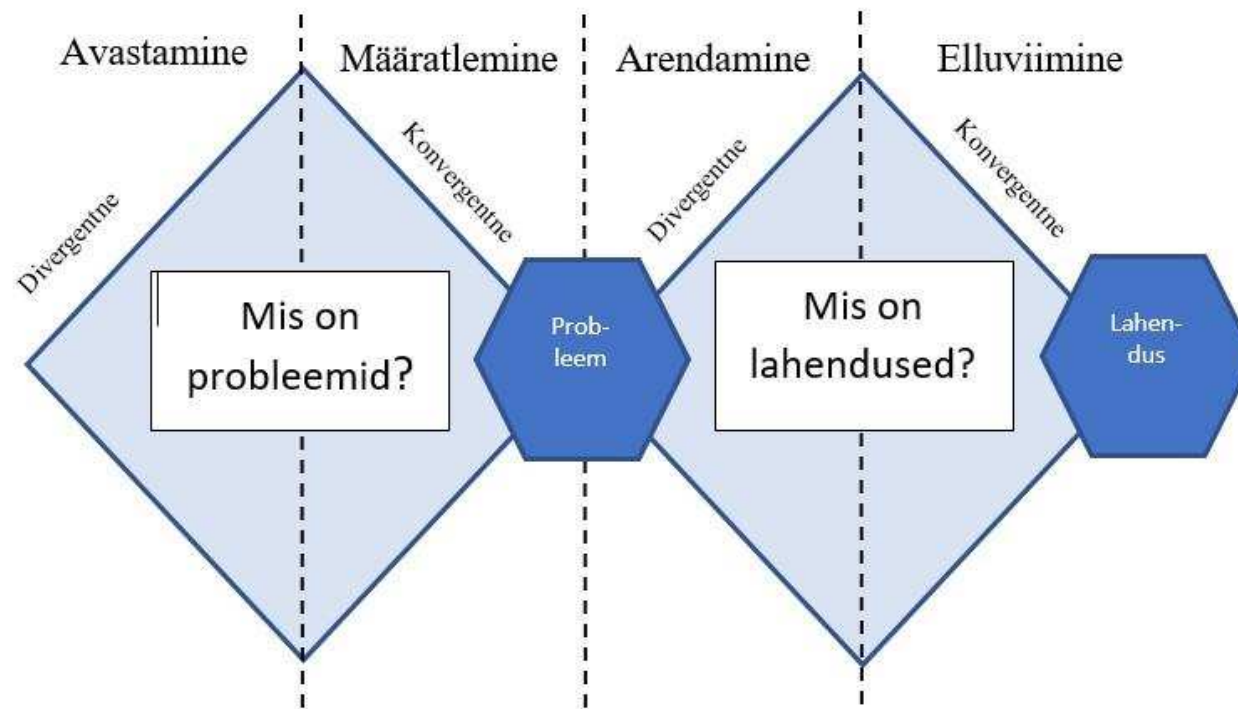 Avastamine
Määratlemine
Arendamine
Elluviimine
Divergentne
Konvergentne
Divergentne
Konvergentne
Mis on
probleemid?
Prob-
leem
Mis on
lahendused?
Lahen-
dus